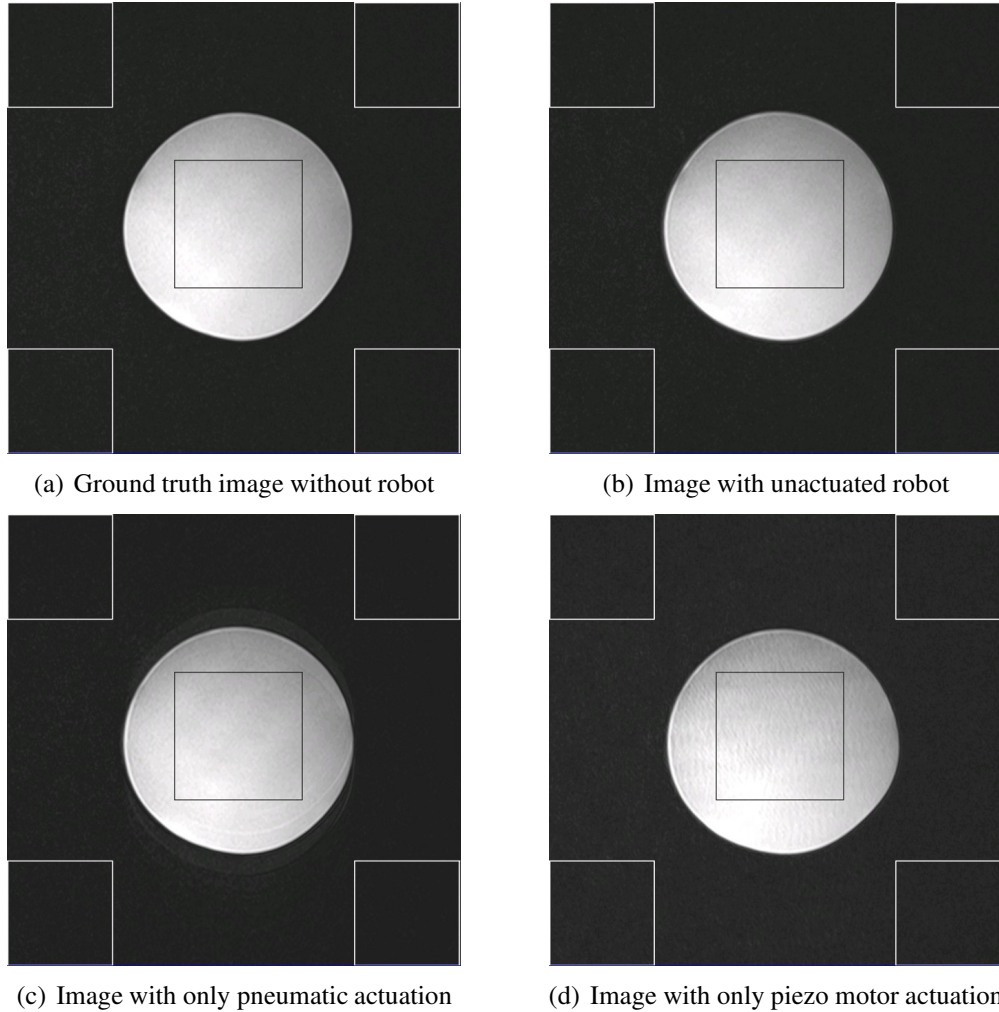 (a) Ground truth image without robot
(b) Image with unactuated robot
(c) Image with only pneumatic actuation
(d) Image with only piezo motor actuation